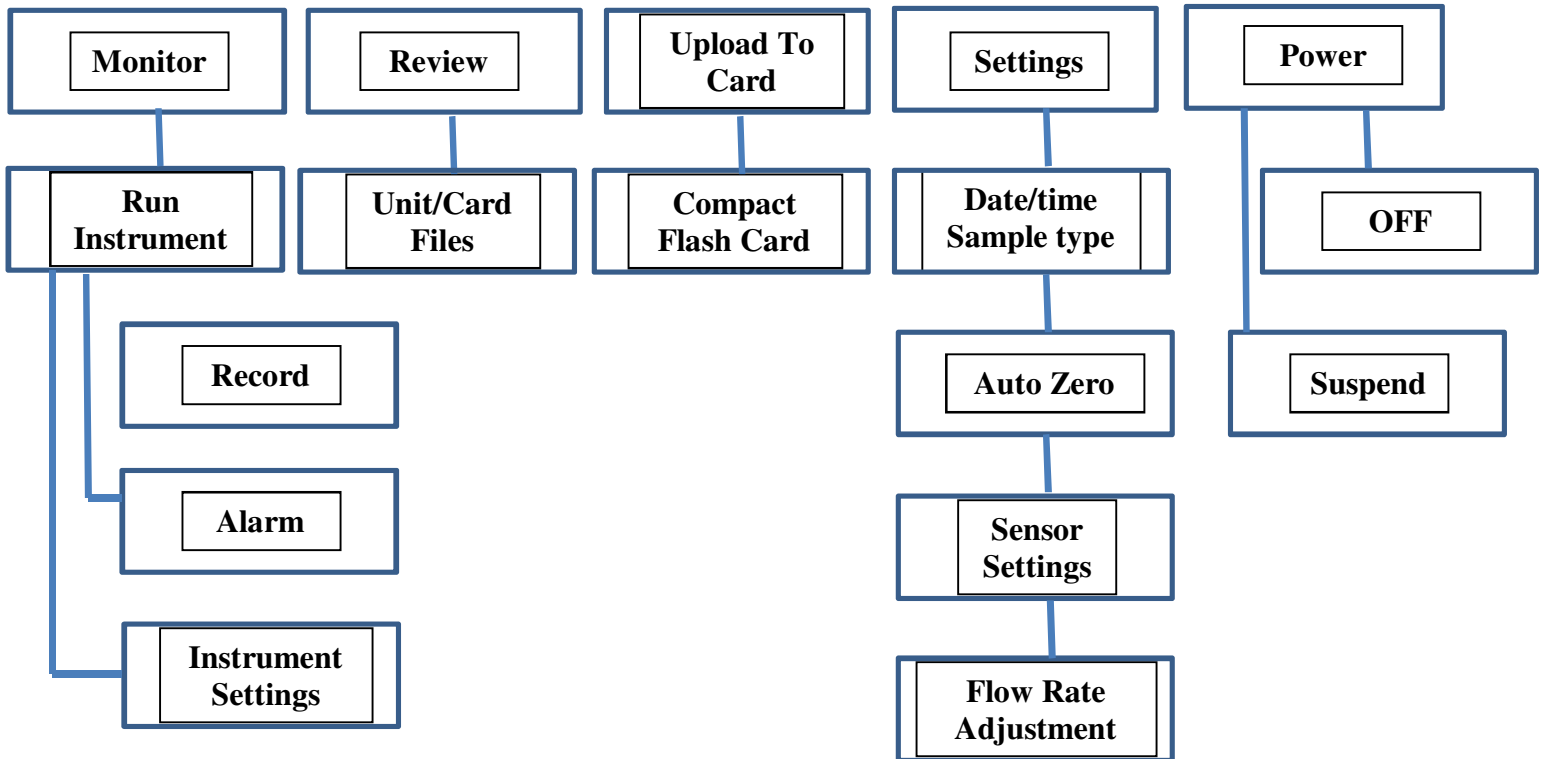 Monitor
Review
Upload To
Card
Settings
Power
Run
Instrument
Unit/Card
Files
Compact
Flash Card
Date/time
Sample type
OFF
Record
Auto Zero
Suspend
Alarm
Sensor
Settings
Instrument
Settings
Flow Rate
Adjustment